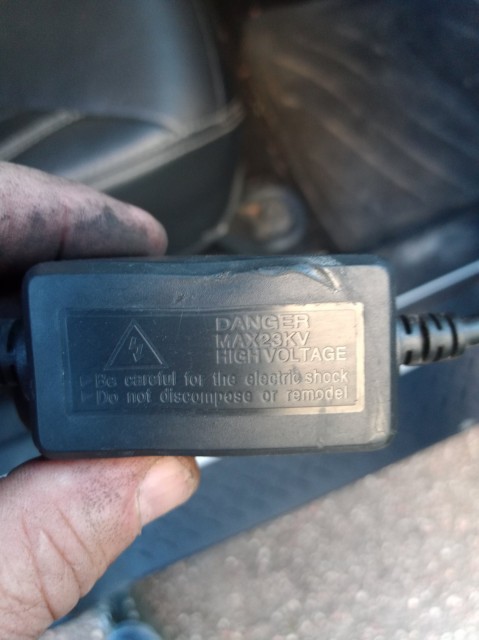 DANGER
MAX23KV
HIGH VOLTAGE
Be careful for the electric shock
Do not discompose or remodel